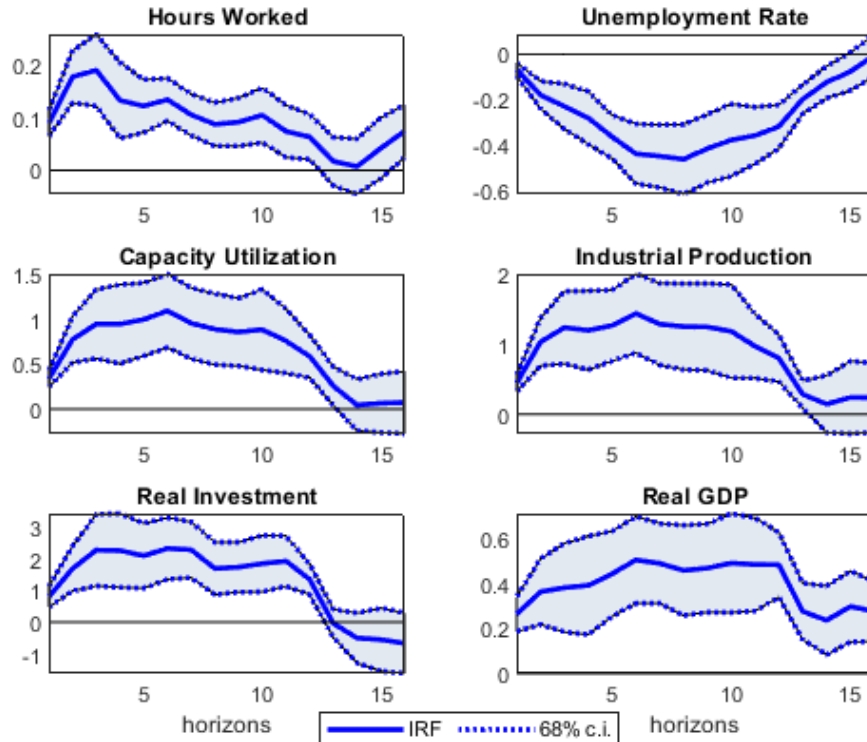 Hours Worked
0.2
0.1
0
5 10 15
Unemployment Rate
0
-0.2
-0.4
-0.6
5 10 15
Capacity Utilization
1.5
1
0.5
0
5 10 15
Industrial Production
2
1
0
5 10 15
Real Investment
3
2
1
0
-1
5 10 15
horizons
Real GDP
0.6
0.4
0.2
0
5 10 15
horizons
IRF 68% c.i.